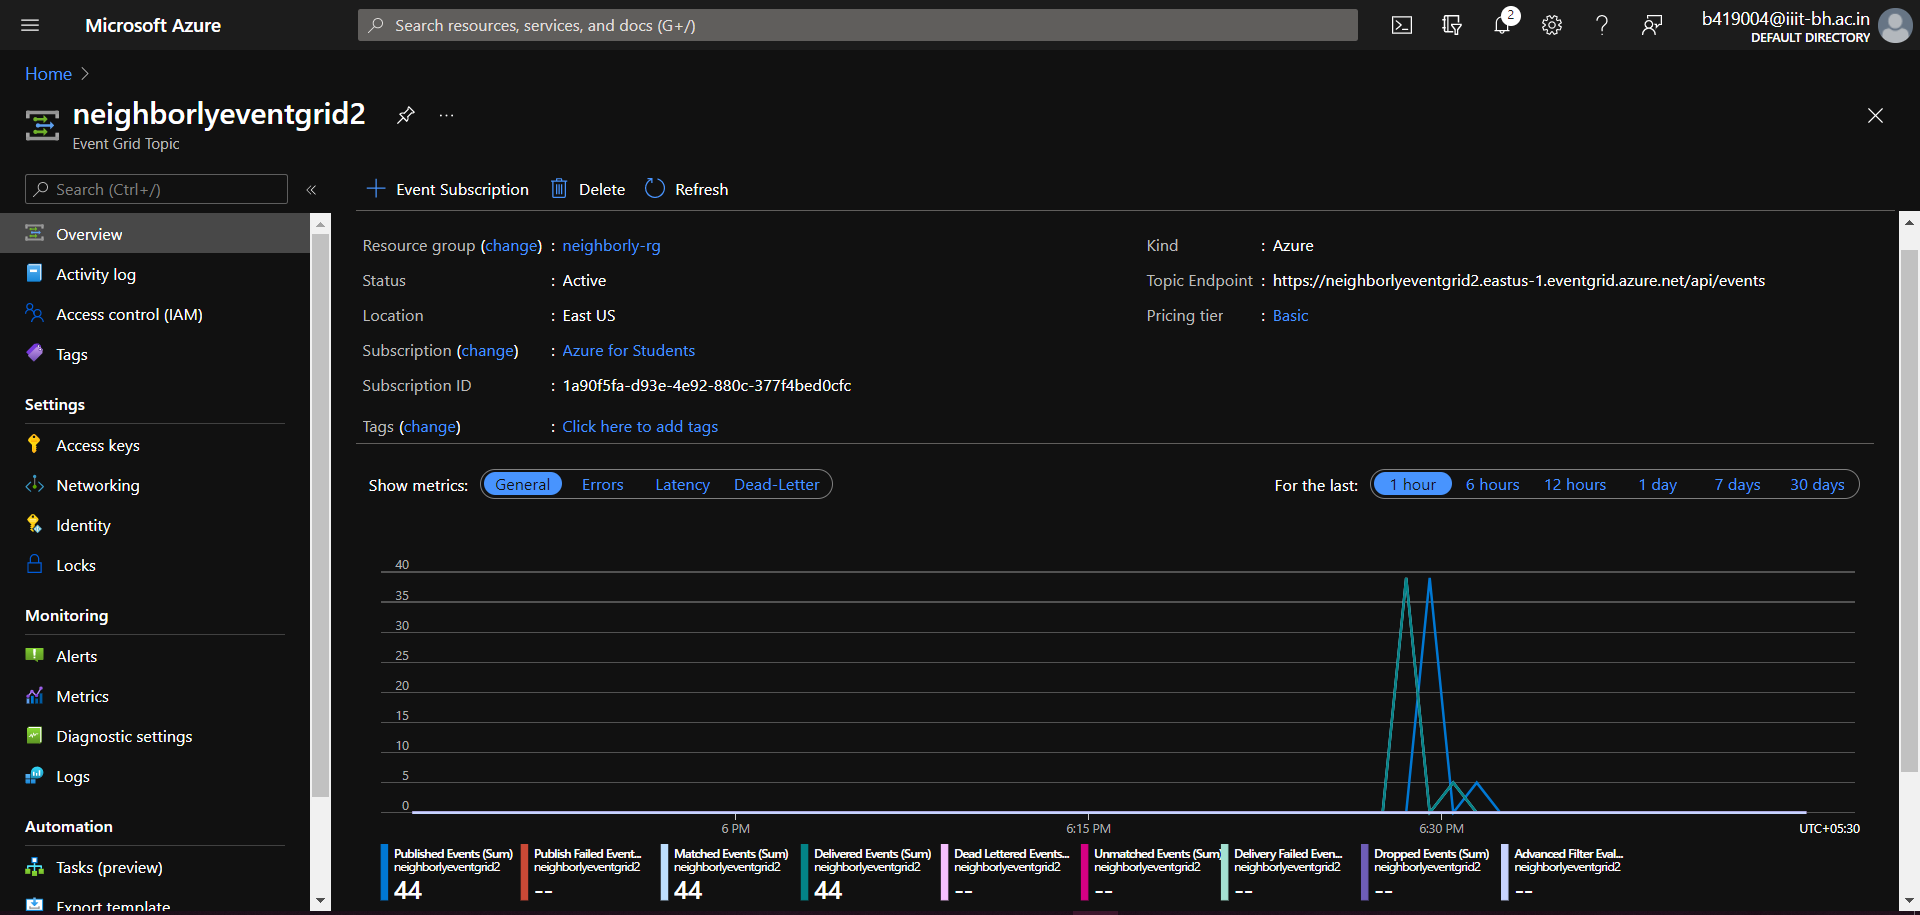 Microsoft Azure
Search resources, services, and docs (G+/)
2
b419004@iiit-bh.ac.in
DEFAULT DIRECTORY
Home
neighborlyeventgrid2
...
Event Grid Topic
Search (Ctrl+/)
«
Event Subscription
Delete
Refresh
Overview
Activity log
Access control (IAM)
Tags
Settings
Access keys
Networking
Identity
Locks
Monitoring
Alerts
Metrics
Diagnostic settings
Logs
Automation
Tasks (preview)
Export template
Resource group (change) : neighborly-rg
Status : Active
Location : East US
Subscription (change) : Azure for Students
Subscription ID : 1a90f5fa-d93e-4e92-880c-377f4bed0cfc
Tags (change) : Click here to add tags
Kind : Azure
Topic Endpoint : https://neighborlyeventgrid2.eastus-1.eventgrid.azure.net/api/events
Pricing tier : Basic
Show metrics: General Errors Latency Dead-Letter
For the last: 1 hour 6 hours 12 hours 1 day 7 days 30 days
40
35
30
25
20
15
10
5
0
6 PM 6:15 PM 6:30 PM UTC+05:30
Published Events (Sum)
neighborlyeventgrid2
44
Publish Failed Event...
neighborlyeventgrid2
--
Matched Events (Sum)
neighborlyeventgrid2
44
Delivered Events (Sum)
neighborlyeventgrid2
44
Dead Lettered Events...
neighborlyeventgrid2
--
Unmatched Events (Sum)
neighborlyeventgrid2
--
Delivery Failed Even...
neighborlyeventgrid2
--
Dropped Events (Sum)
neighborlyeventgrid2
--
Advanced Filter Eval...
neighborlyeventgrid2
--